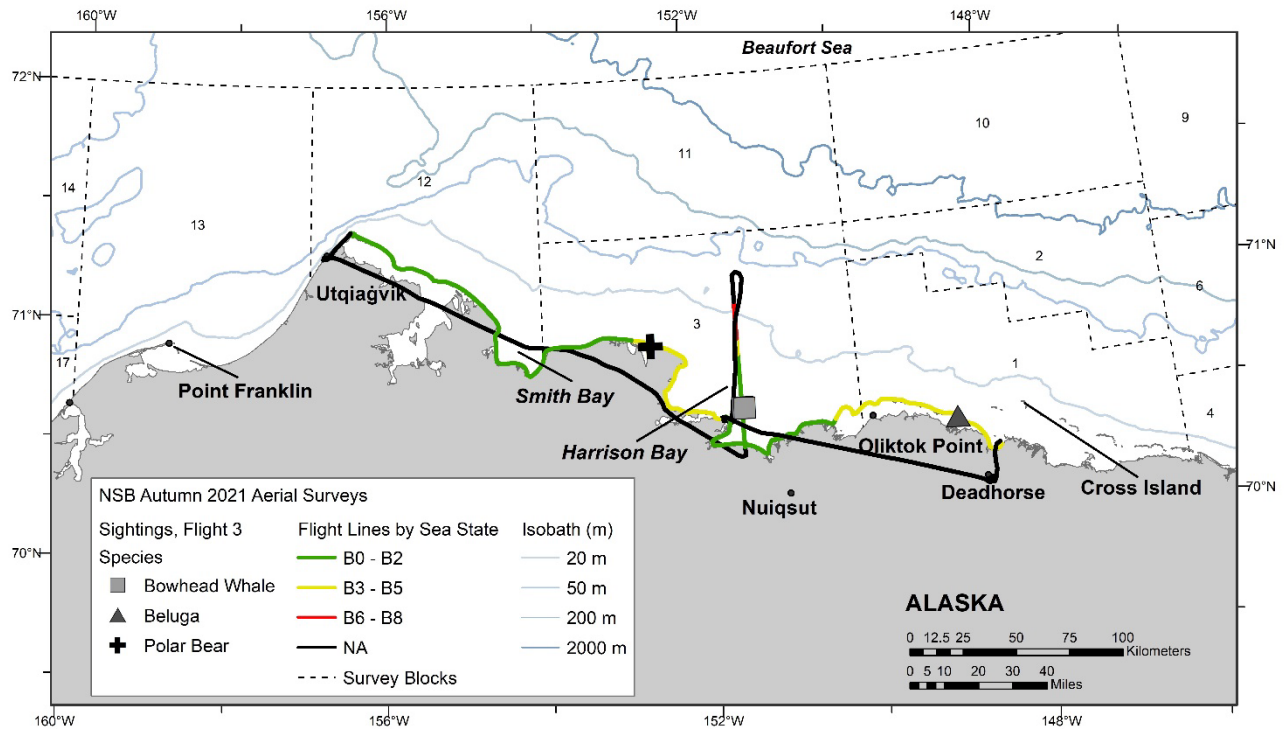 160°W 156°W 152°W 148°W
Beaufort Sea
72°N
9
10
11
14
12
13
71°N
2
6
Utqiaġvik
71°N
3
17
1
Point Franklin
Smith Bay
4
Harrison Bay
Oliktok Point
70°N
Deadhorse
Cross Island
Nuiqsut
NSB Autumn 2021 Aerial Surveys
Sightings, Flight 3 Flight Lines by Sea State Isobath (m)
Species B0 - B2 20 m
Bowhead Whale B3 - B5 50 m
Beluga B6 - B8 200 m
Polar Bear NA 2000 m
Survey Blocks
70°N
ALASKA
0 12.5 25 50 75 100
Kilometers
0 5 10 20 30 40
Miles
160°W 156°W 152°W 148°W